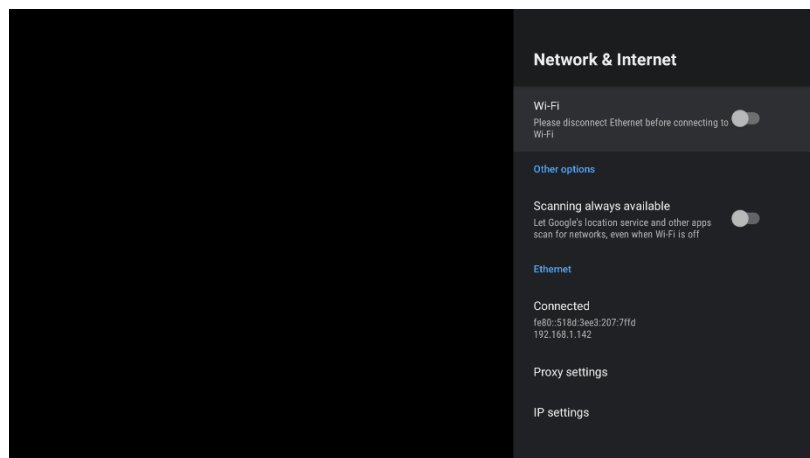 Network & Internet
Wi-Fi
Please disconnect Ethernet before connecting to
Wi-Fi
Other options
Scanning always available
Let Google's location service and other apps
scan for networks, even when Wi-Fi is off
Ethernet
Connected
fe80::518d:3ee3:207:7ffd
192.168.1.142
Proxy settings
IP settings